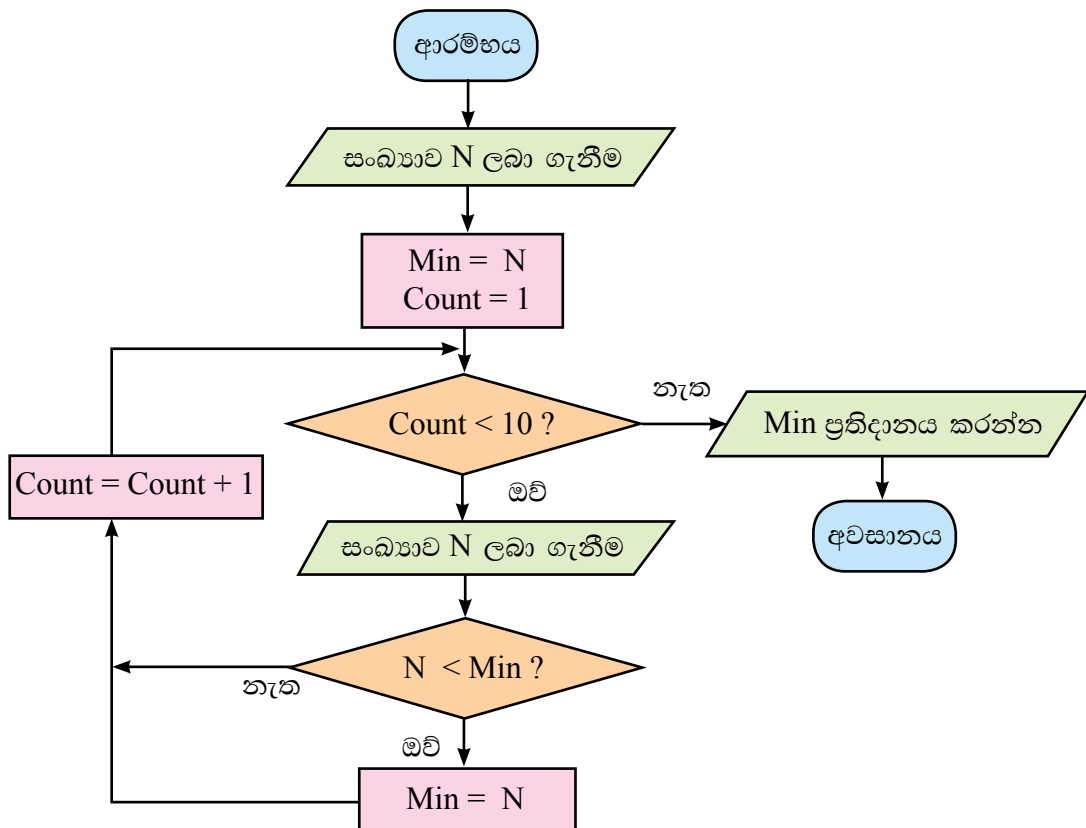 ආරම්භය
සංඛ්‍යාව N ලබා ගැනීම
Min = N
Count = 1
Count < 10 ?
නැත
Min ප්‍රතිදානය කරන්න
අවසානය
ඔව්
Count = Count + 1
සංඛ්‍යාව N ලබා ගැනීම
N < Min ?
නැත
ඔව්
Min = N